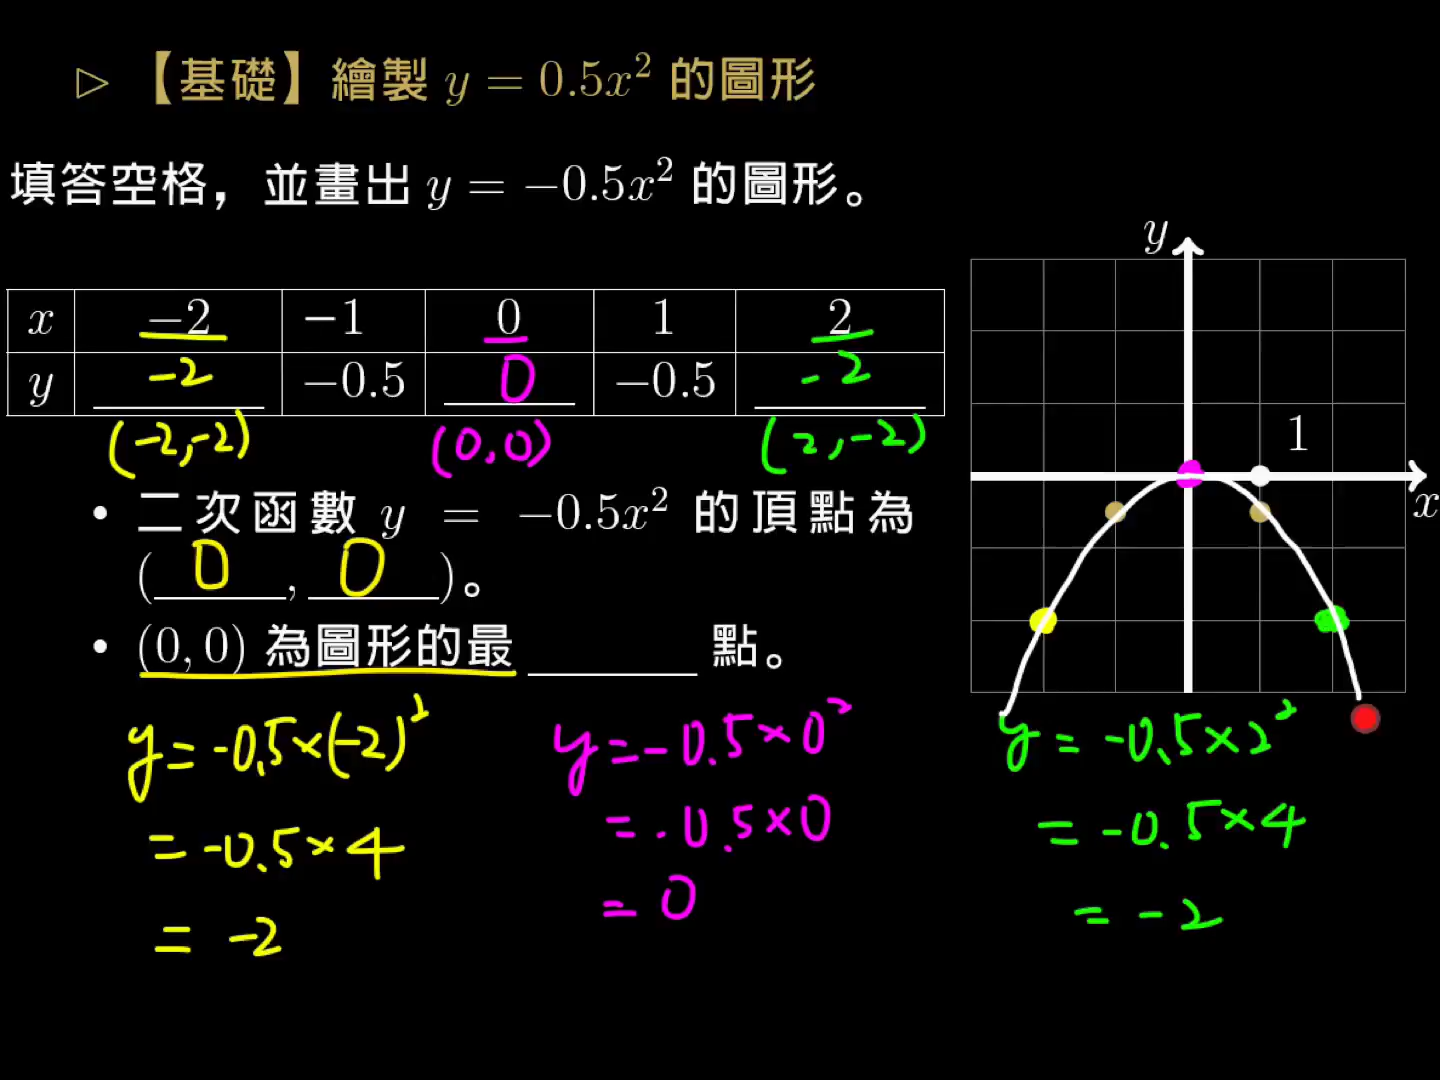 ▷【基礎】繪製 y = 0.5x² 的圖形
填答空格，並畫出 y = −0.5x² 的圖形。
x −2 −1 0 1 2
y -2 −0.5 0 −0.5 -2
(-2,-2) (0,0) (2,-2)
• 二次函數 y = −0.5x² 的頂點為
( 0 , 0 )。
• (0, 0) 為圖形的最 ______ 點。
y
1
x
y=-0.5×(-2)²
=-0.5×4
= -2
y=-0.5×0²
=-0.5×0
= 0
y = -0.5×2²
= -0.5×4
= -2